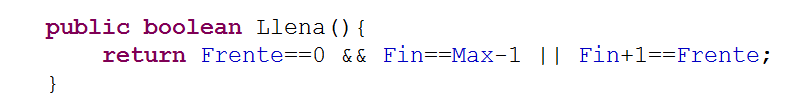 public boolean Llena(){
return Frente==0 && Fin==Max-1 || Fin+1==Frente;
}